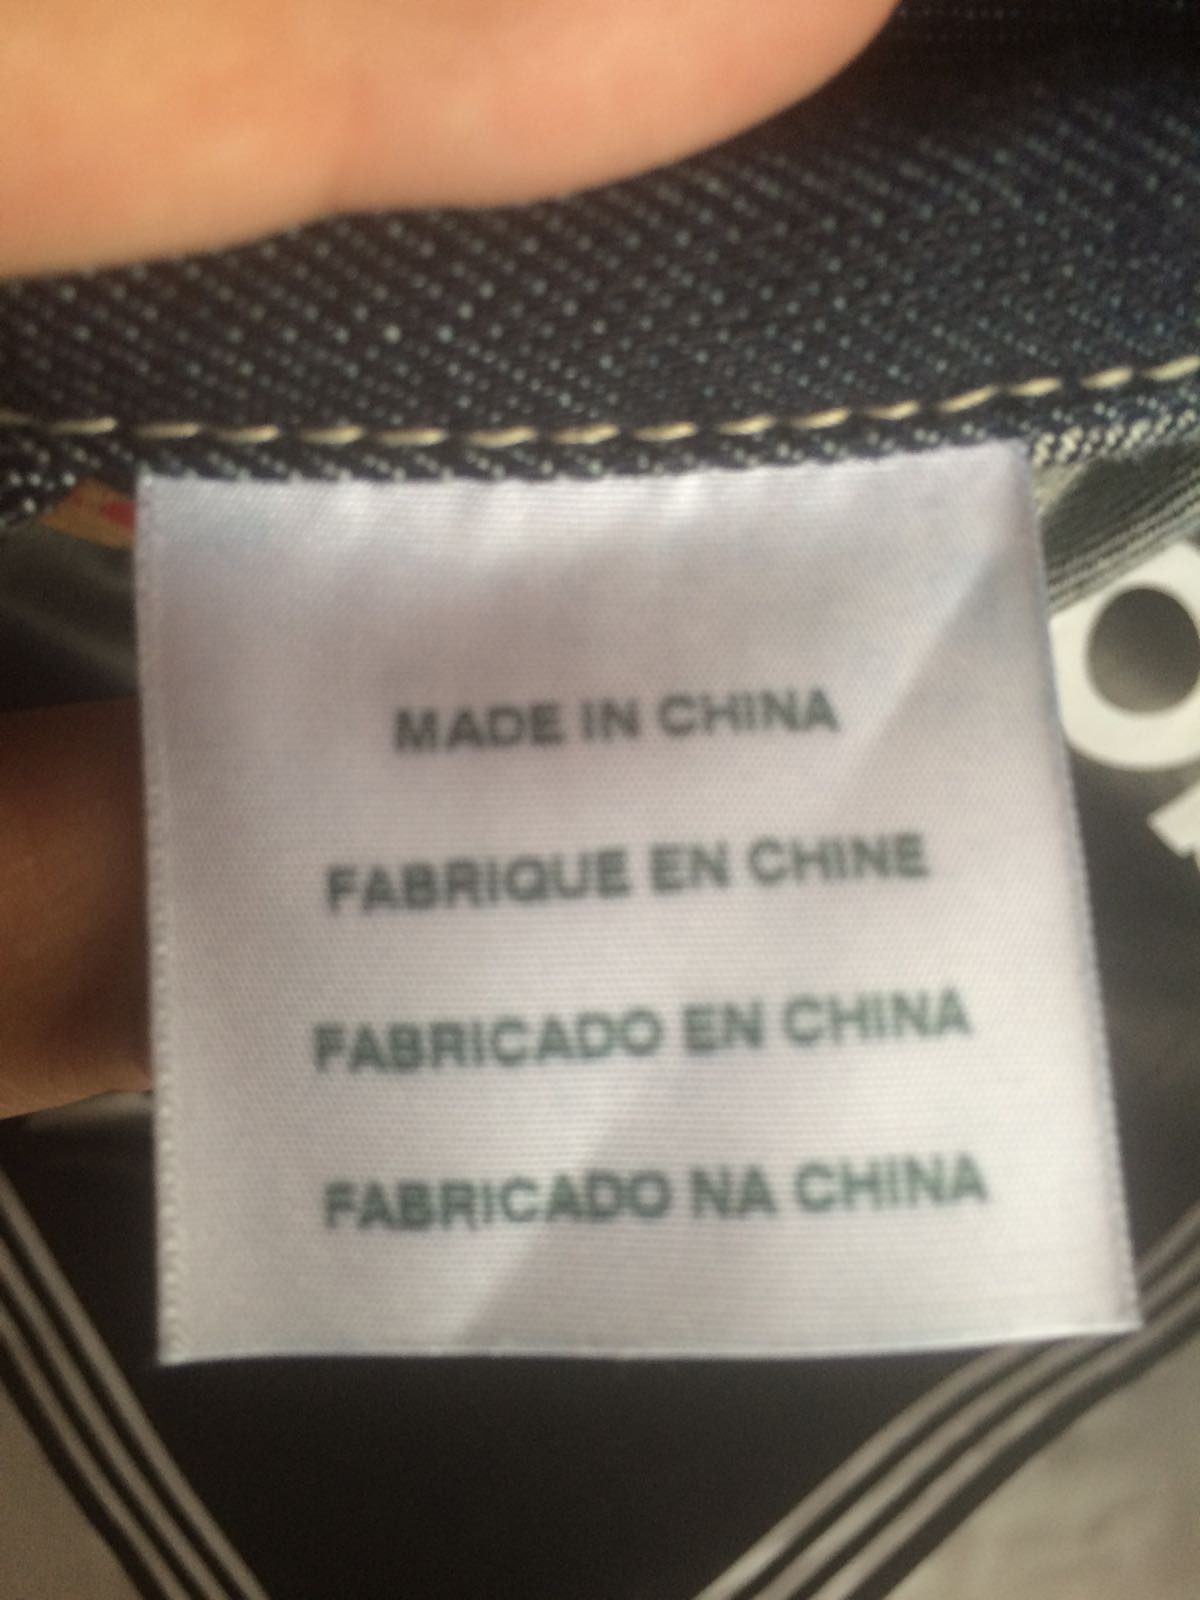 MADE IN CHINA
FABRIQUE EN CHINE
FABRICADO EN CHINA
FABRICADO NA CHINA